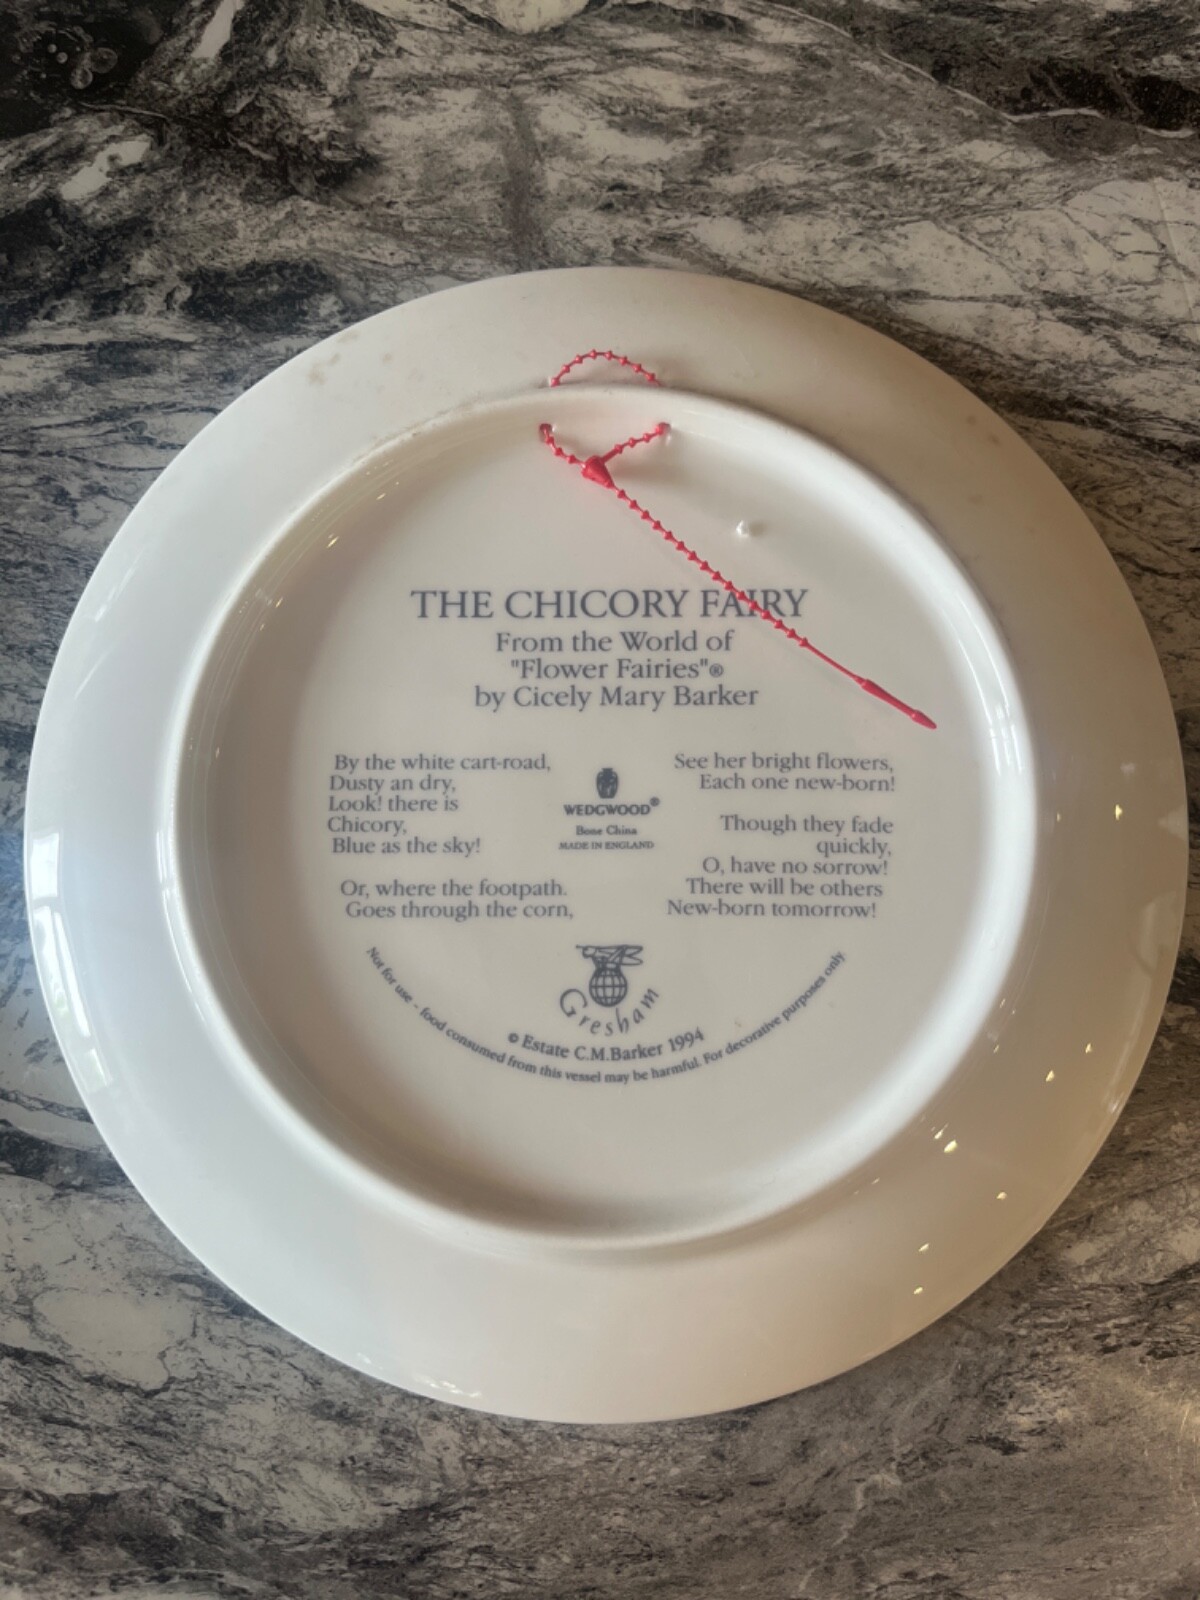 THE CHICORY FAIRY
From the World of
"Flower Fairies"®
by Cicely Mary Barker
By the white cart-road,
Dusty an dry,
Look! there is
Chicory,
Blue as the sky!
Or, where the footpath.
Goes through the corn,
WEDGWOOD®
Bone China
MADE IN ENGLAND
See her bright flowers,
Each one new-born!
Though they fade
quickly,
O, have no sorrow!
There will be others
New-born tomorrow!
Gresham
© Estate C.M.Barker 1994
Not for use - food consumed from this vessel may be harmful. For decorative purposes only